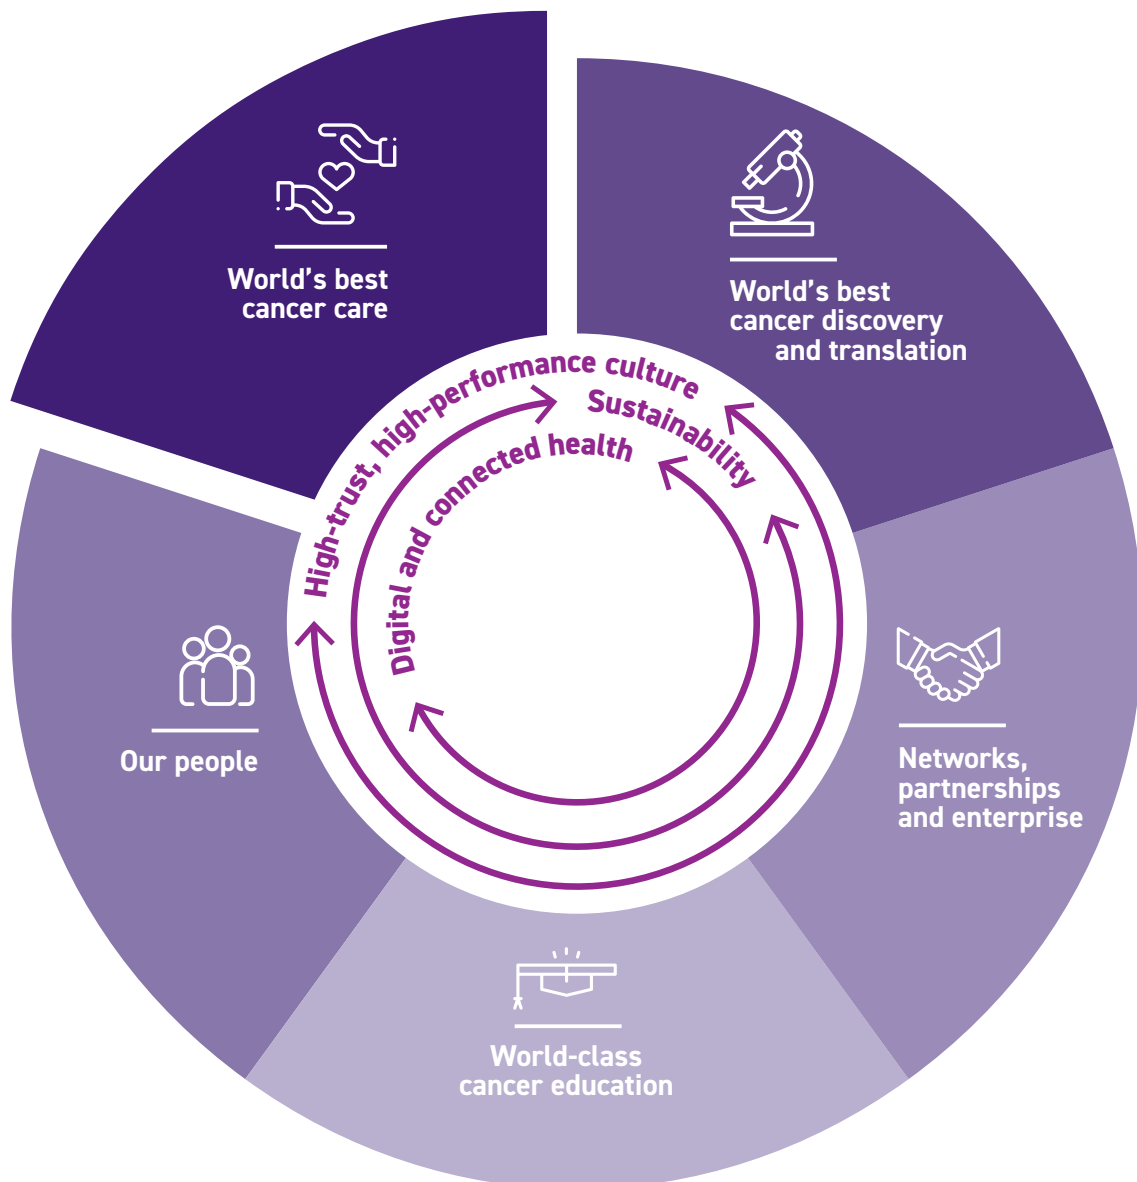 World's best
cancer care
World's best
cancer discovery
and translation
High-trust, high-performance culture
Sustainability
Digital and connected health
Our people
Networks,
partnerships
and enterprise
World-class
cancer education